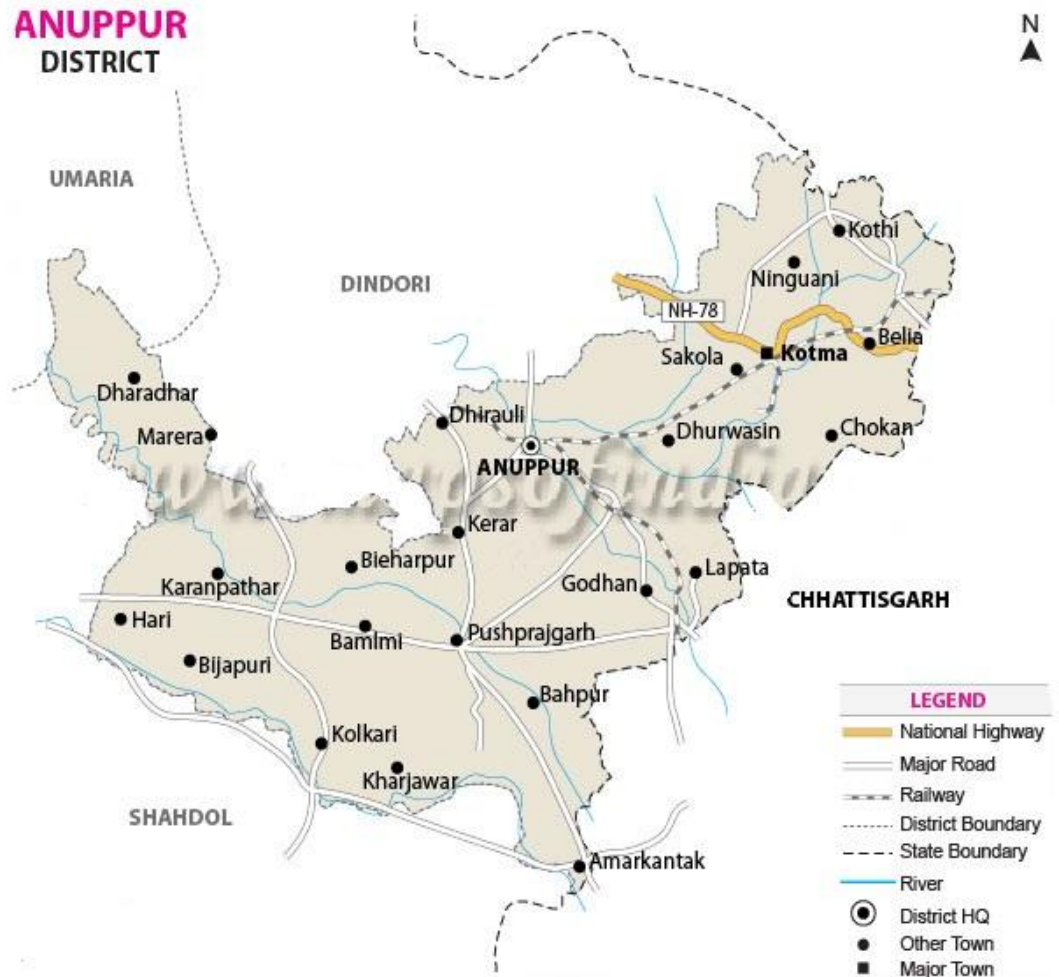 ANUPPUR
DISTRICT
N
UMARIA
DINDORI
Kothi
Ninguani
NH-78
Belia
Kotma
Sakola
Dharadhar
Marera
Dhirauli
Dhurwasin
Chokan
ANUPPUR
Kerar
Bieharpur
Karanpathar
Godhan
Lapata
CHHATTISGARH
Hari
Bamlmi
Pushprajgarh
Bijapuri
Bahpur
Kolkari
Kharjawar
SHAHDOL
Amarkantak
LEGEND
National Highway
Major Road
Railway
District Boundary
State Boundary
River
District HQ
Other Town
Major Town